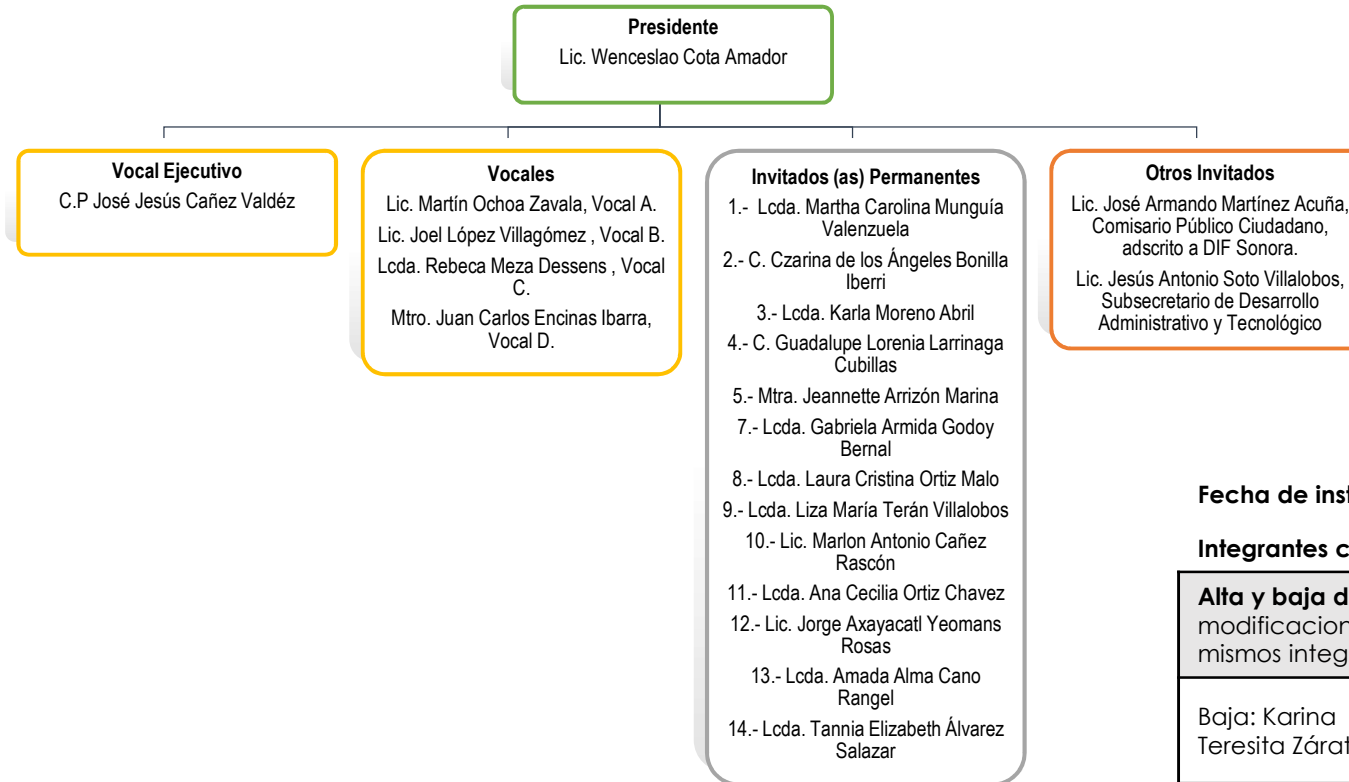 Presidente
Lic. Wenceslao Cota Amador
Vocal Ejecutivo
C.P José Jesús Cañez Valdéz
Vocales
Lic. Martín Ochoa Zavala, Vocal A.
Lic. Joel López Villagómez , Vocal B.
Lcda. Rebeca Meza Dessens , Vocal
C.
Mtro. Juan Carlos Encinas Ibarra,
Vocal D.
Invitados (as) Permanentes
1.- Lcda. Martha Carolina Munguía
Valenzuela
2.- C. Czarina de los Ángeles Bonilla
Iberri
3.- Lcda. Karla Moreno Abril
4.- C. Guadalupe Lorenia Larrinaga
Cubillas
5.- Mtra. Jeannette Arrizón Marina
7.- Lcda. Gabriela Armida Godoy
Bernal
8.- Lcda. Laura Cristina Ortiz Malo
9.- Lcda. Liza María Terán Villalobos
10.- Lic. Marlon Antonio Cañez
Rascón
11.- Lcda. Ana Cecilia Ortiz Chavez
12.- Lic. Jorge Axayacatl Yeomans
Rosas
13.- Lcda. Amada Alma Cano
Rangel
14.- Lcda. Tannia Elizabeth Álvarez
Salazar
Otros Invitados
Lic. José Armando Martínez Acuña,
Comisario Público Ciudadano,
adscrito a DIF Sonora.
Lic. Jesús Antonio Soto Villalobos,
Subsecretario de Desarrollo
Administrativo y Tecnológico
Fecha de
Integrantes
Alta y baja
mismos
Baja: Karina
Teresita